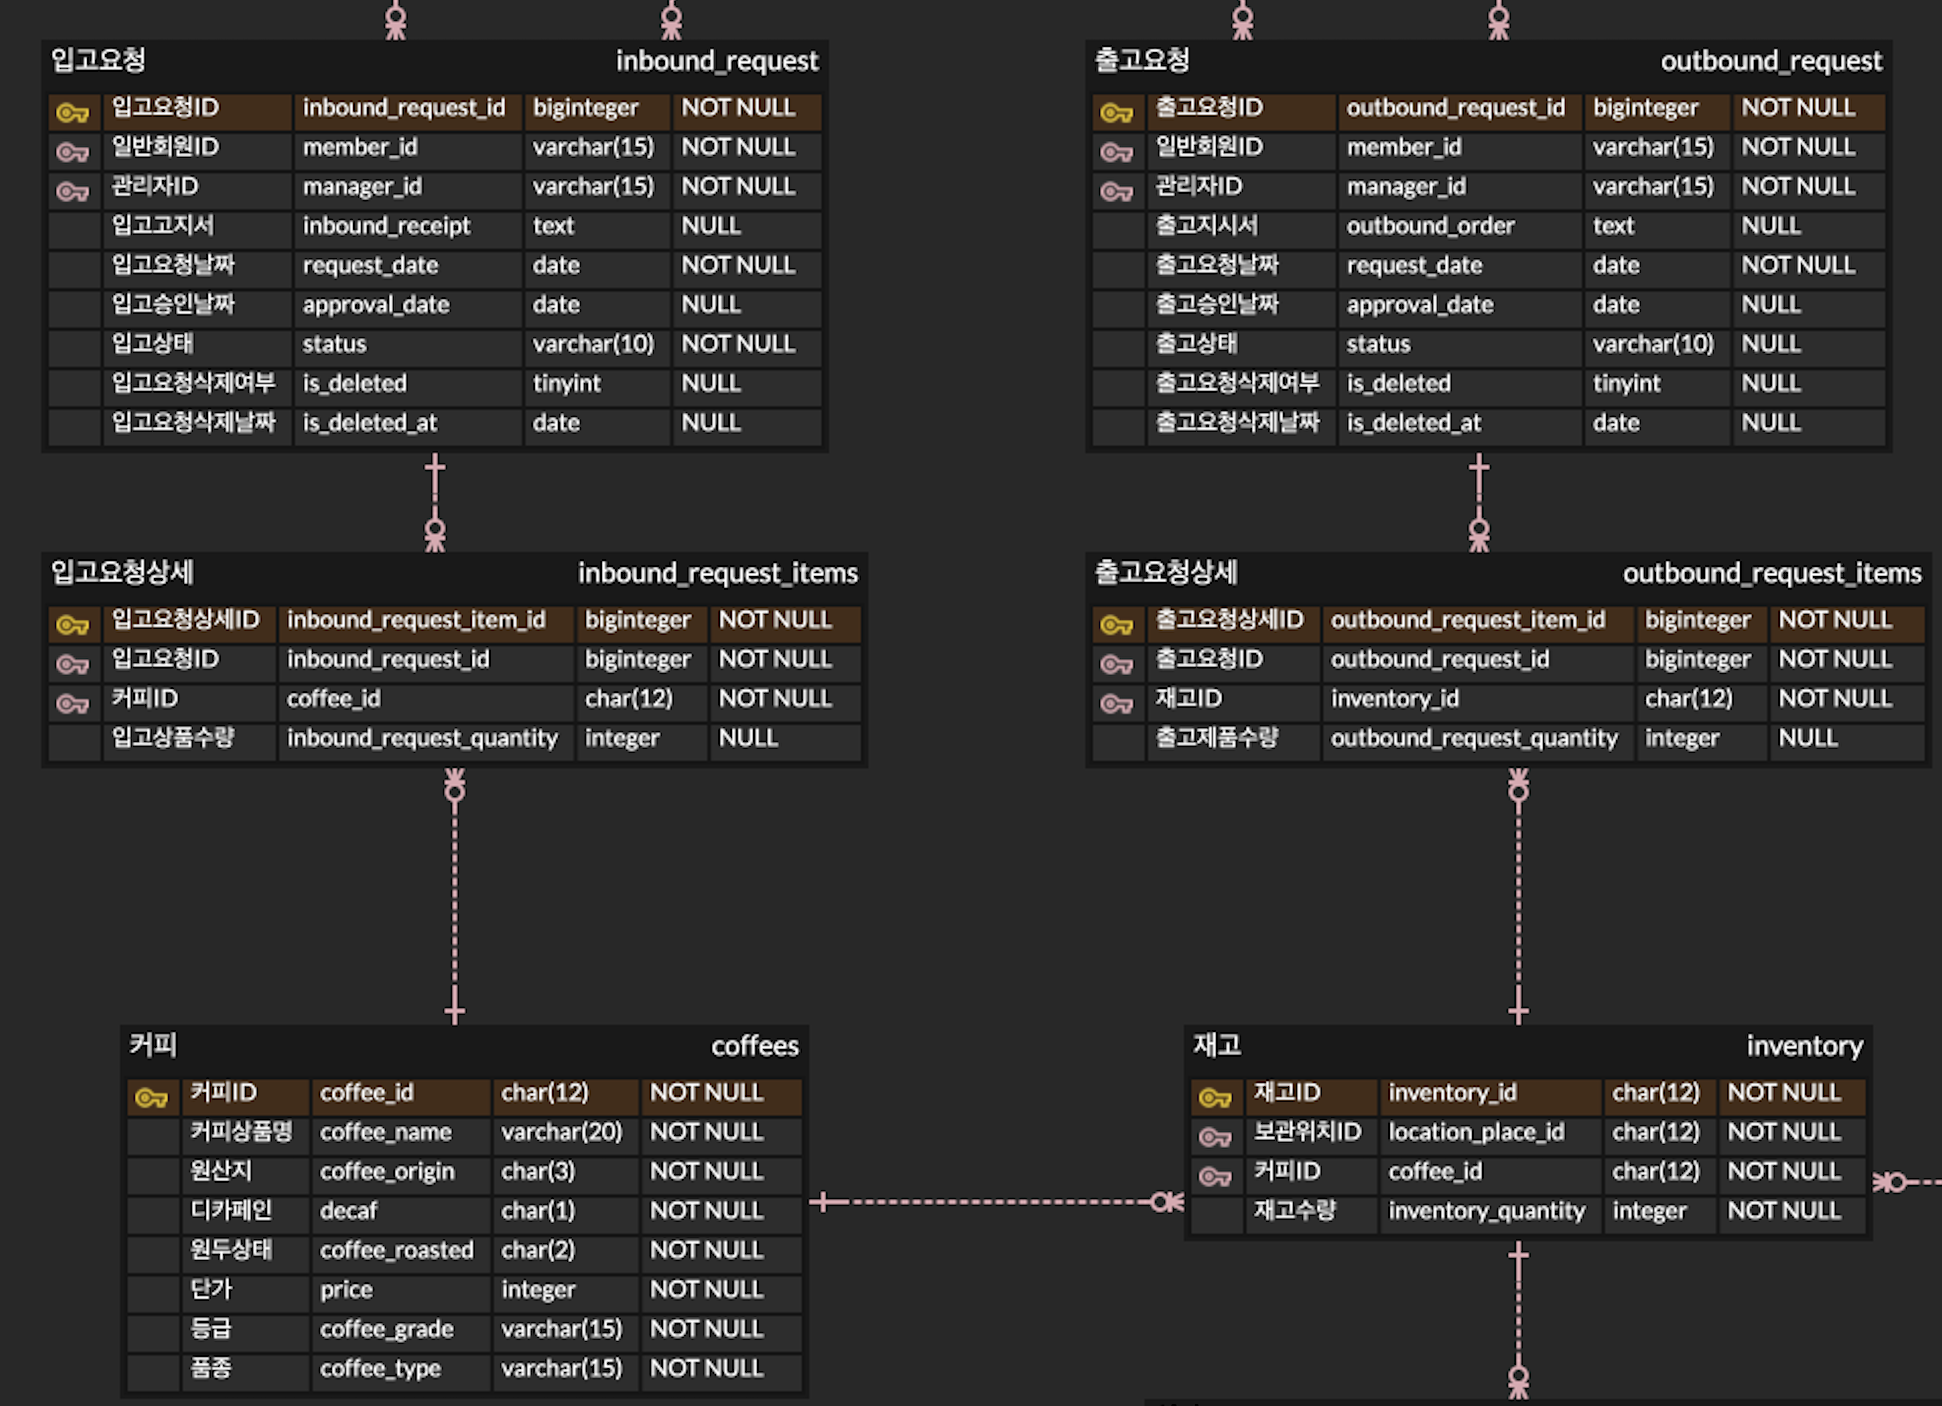 입고요청 inbound_request
입고요청ID inbound_request_id biginteger NOT NULL
일반회원ID member_id varchar(15) NOT NULL
관리자ID manager_id varchar(15) NOT NULL
입고고지서 inbound_receipt text NULL
입고요청날짜 request_date date NOT NULL
입고승인날짜 approval_date date NULL
입고상태 status varchar(10) NOT NULL
입고요청삭제여부 is_deleted tinyint NULL
입고요청삭제날짜 is_deleted_at date NULL
출고요청 outbound_request
출고요청ID outbound_request_id biginteger NOT NULL
일반회원ID member_id varchar(15) NOT NULL
관리자ID manager_id varchar(15) NOT NULL
출고지시서 outbound_order text NULL
출고요청날짜 request_date date NOT NULL
출고승인날짜 approval_date date NULL
출고상태 status varchar(10) NULL
출고요청삭제여부 is_deleted tinyint NULL
출고요청삭제날짜 is_deleted_at date NULL
입고요청상세 inbound_request_items
입고요청상세ID inbound_request_item_id biginteger NOT NULL
입고요청ID inbound_request_id biginteger NOT NULL
커피ID coffee_id char(12) NOT NULL
입고상품수량 inbound_request_quantity integer NULL
출고요청상세 outbound_request_items
출고요청상세ID outbound_request_item_id biginteger NOT NULL
출고요청ID outbound_request_id biginteger NOT NULL
재고ID inventory_id char(12) NOT NULL
출고제품수량 outbound_request_quantity integer NULL
커피 coffees
커피ID coffee_id char(12) NOT NULL
커피상품명 coffee_name varchar(20) NOT NULL
원산지 coffee_origin char(3) NOT NULL
디카페인 decaf char(1) NOT NULL
원두상태 coffee_roasted char(2) NOT NULL
단가 price integer NOT NULL
등급 coffee_grade varchar(15) NOT NULL
품종 coffee_type varchar(15) NOT NULL
재고 inventory
재고ID inventory_id char(12) NOT NULL
보관위치ID location_place_id char(12) NOT NULL
커피ID coffee_id char(12) NOT NULL
재고수량 inventory_quantity integer NOT NULL